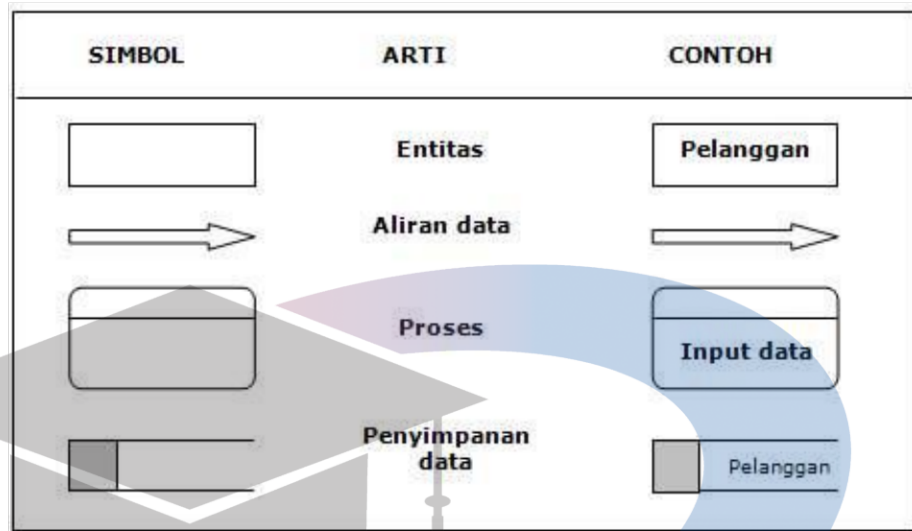 SIMBOL ARTI CONTOH
Entitas Pelanggan
Aliran data
Proses
Input data
Penyimpanan
data Pelanggan